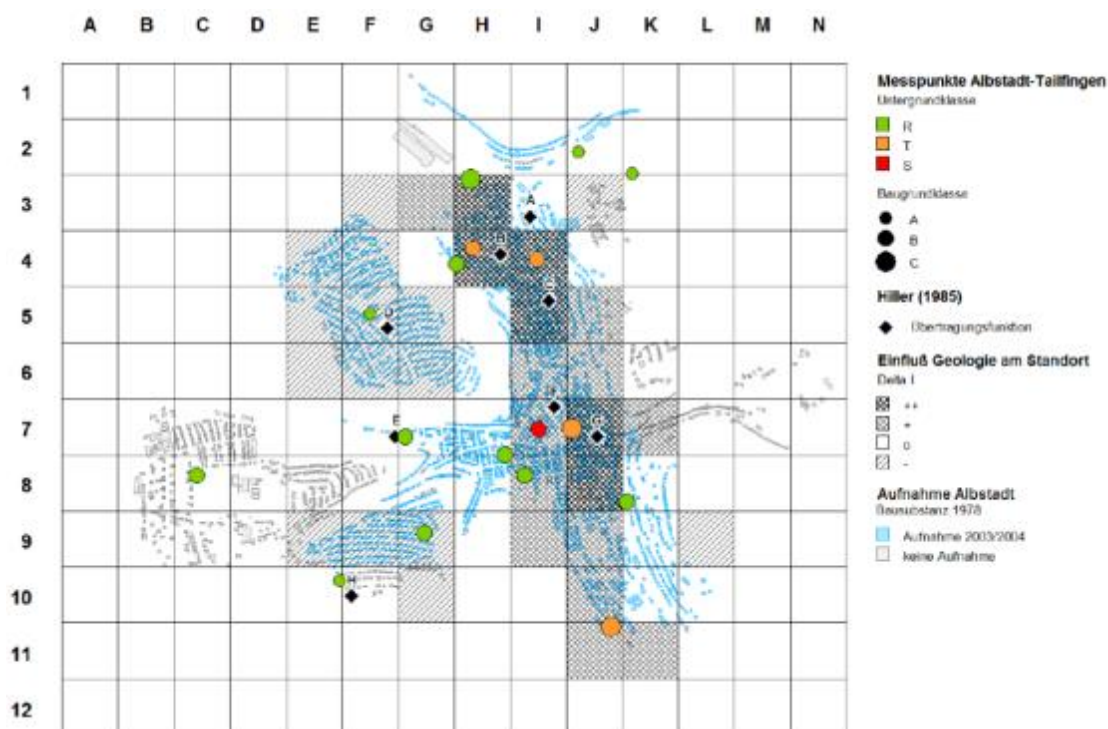 A B C D E F G H I J K L M N
1
2
3
4
5
6
7
8
9
10
11
12
A
E
G
H
Messpunkte Albstadt-Tailfingen
Untergrundklasse
R
T
S
Baugrundklasse
A
B
C
Hiller (1985)
Übertragungsfunktion
Einfluß Geologie am Standort
Delta I
++
+
o
-
Aufnahme Albstadt
Bausubstanz 1978
Aufnahme 2003/2004
keine Aufnahme